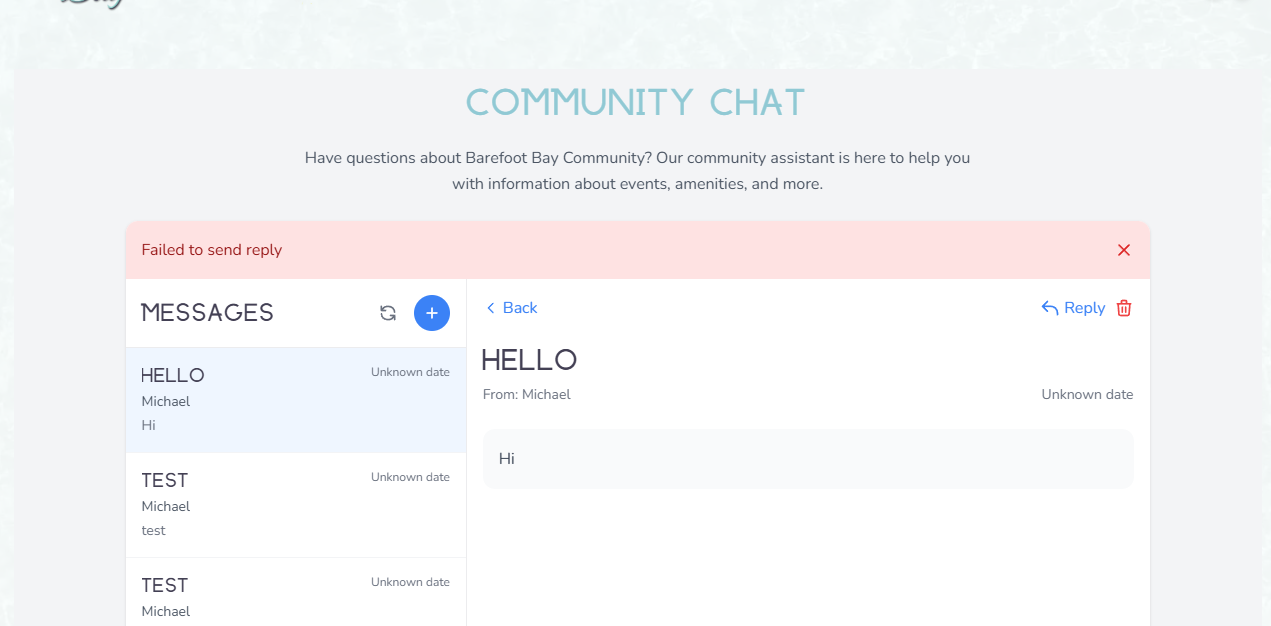 COMMUNITY CHAT
Have questions about Barefoot Bay Community? Our community assistant is here to help you
with information about events, amenities, and more.
Failed to send reply
MESSAGES
Back
Reply
HELLO
Unknown date
Michael
Hi
HELLO
From: Michael
Unknown date
Hi
TEST
Unknown date
Michael
test
TEST
Unknown date
Michael